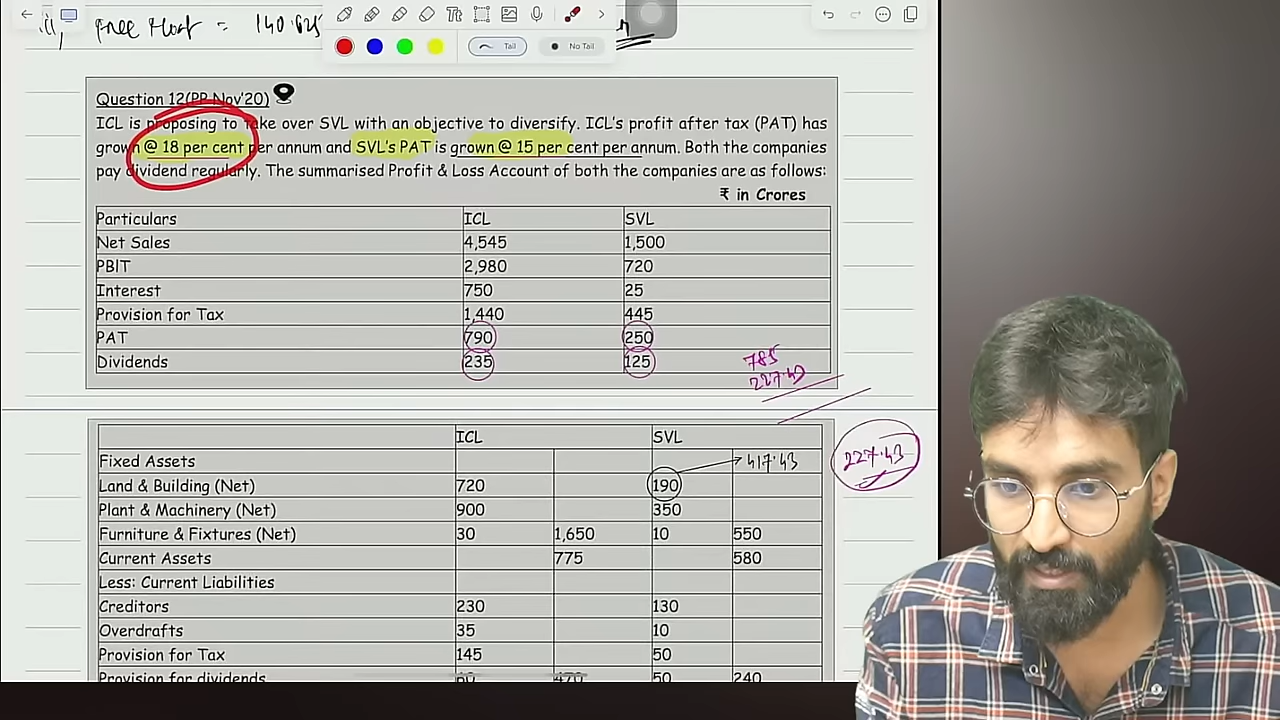 Free Float = 140.625
Tt
Tail
No Tail
Question 12(PP Nov'20)
ICL is proposing to take over SVL with an objective to diversify. ICL's profit after tax (PAT) has
grown @ 18 per cent per annum and SVL's PAT is grown @ 15 per cent per annum. Both the companies
pay dividend regularly. The summarised Profit & Loss Account of both the companies are as follows:
₹ in Crores
Particulars ICL SVL
Net Sales 4,545 1,500
PBIT 2,980 720
Interest 750 25
Provision for Tax 1,440 445
PAT 790 250
Dividends 235 125
785
227.43
ICL SVL
Fixed Assets 417.43
227.43
Land & Building (Net) 720 190
Plant & Machinery (Net) 900 350
Furniture & Fixtures (Net) 30 1,650 10 550
Current Assets 775 580
Less: Current Liabilities
Creditors 230 130
Overdrafts 35 10
Provision for Tax 145 50
Provision for dividends 60 470 50 240